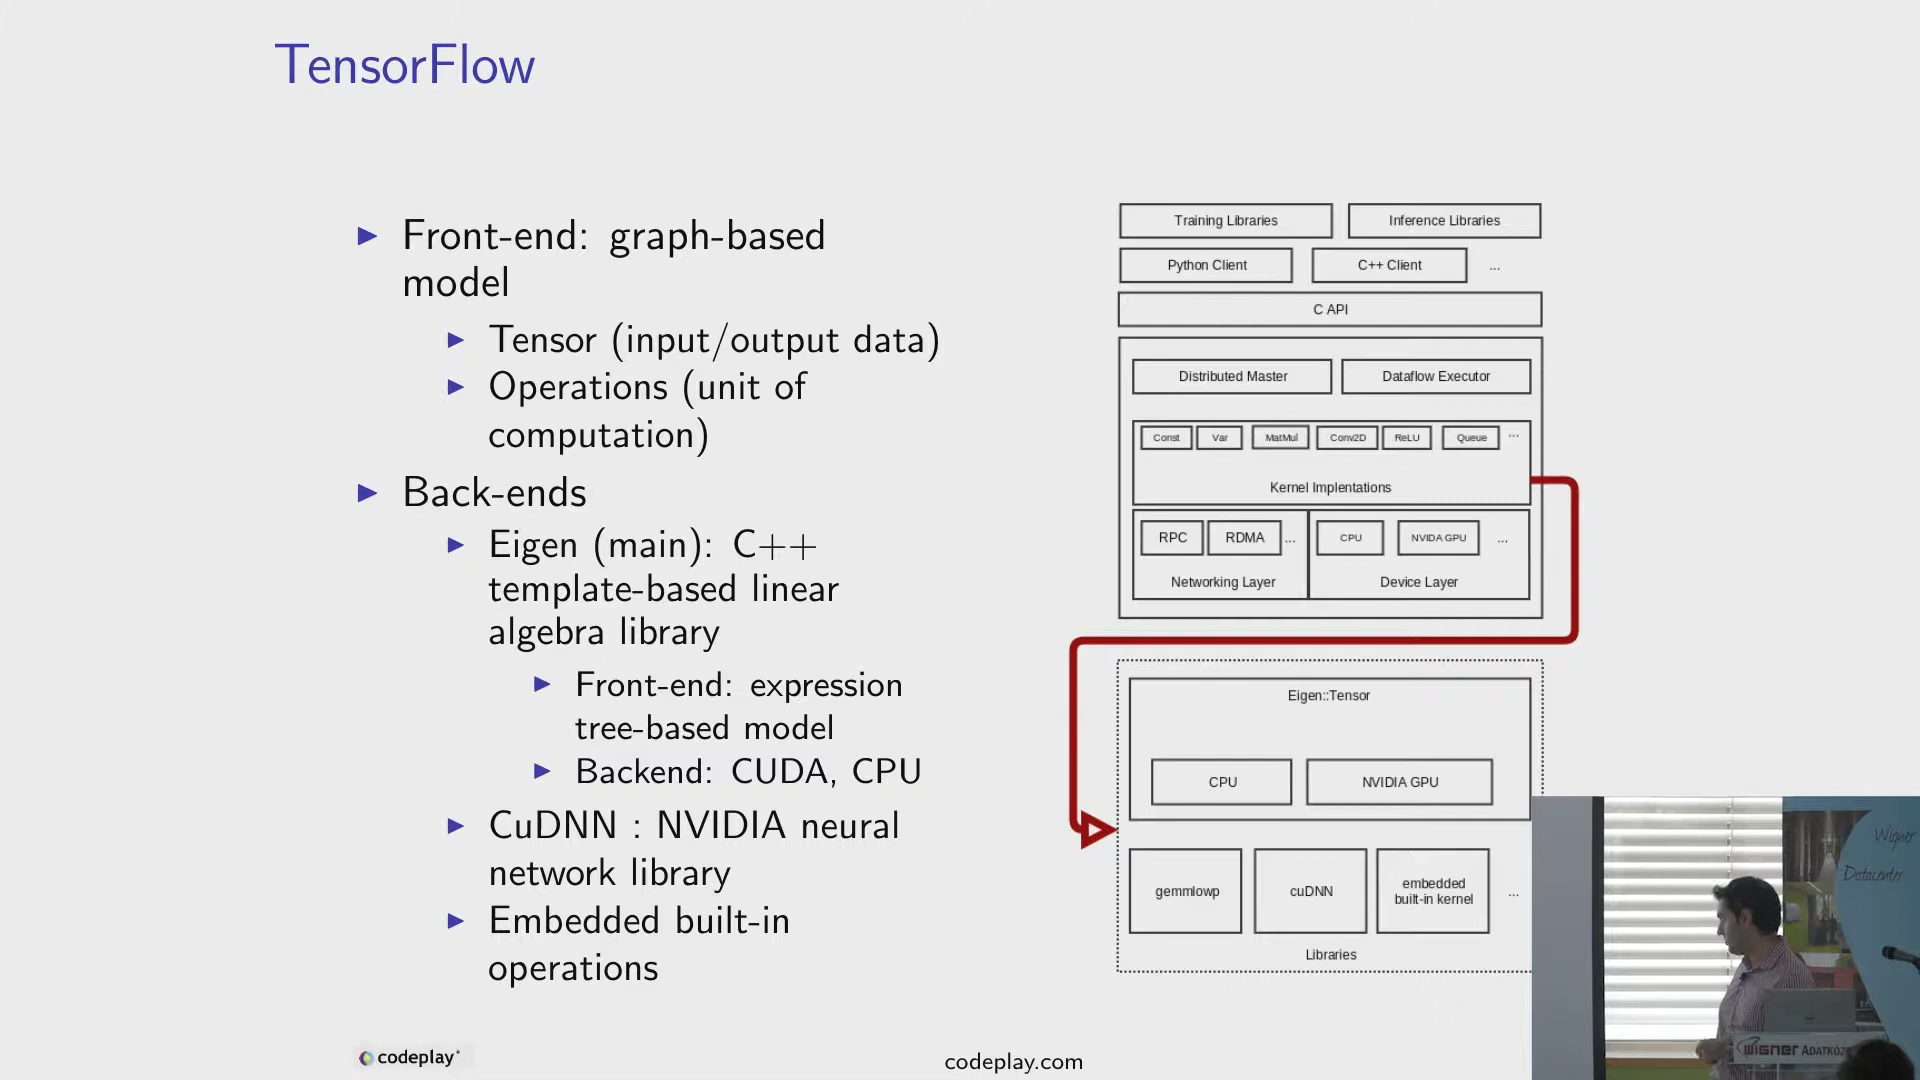 TensorFlow
Front-end: graph-based
model
Tensor (input/output data)
Operations (unit of
computation)
Back-ends
Eigen (main): C++
template-based linear
algebra library
Front-end: expression
tree-based model
Backend: CUDA, CPU
CuDNN : NVIDIA neural
network library
Embedded built-in
operations
Training Libraries
Inference Libraries
Python Client
C++ Client
...
C API
Distributed Master
Dataflow Executor
Const
Var
MatMul
Conv2D
ReLU
Queue
...
Kernel Implentations
RPC
RDMA
...
Networking Layer
CPU
NVIDA GPU
...
Device Layer
Eigen::Tensor
CPU
NVIDIA GPU
gemmlowp
cuDNN
embedded
built-in kernel
...
Libraries
Wigner
Datacenter
wigner ADATKÖZ
codeplay
codeplay.com